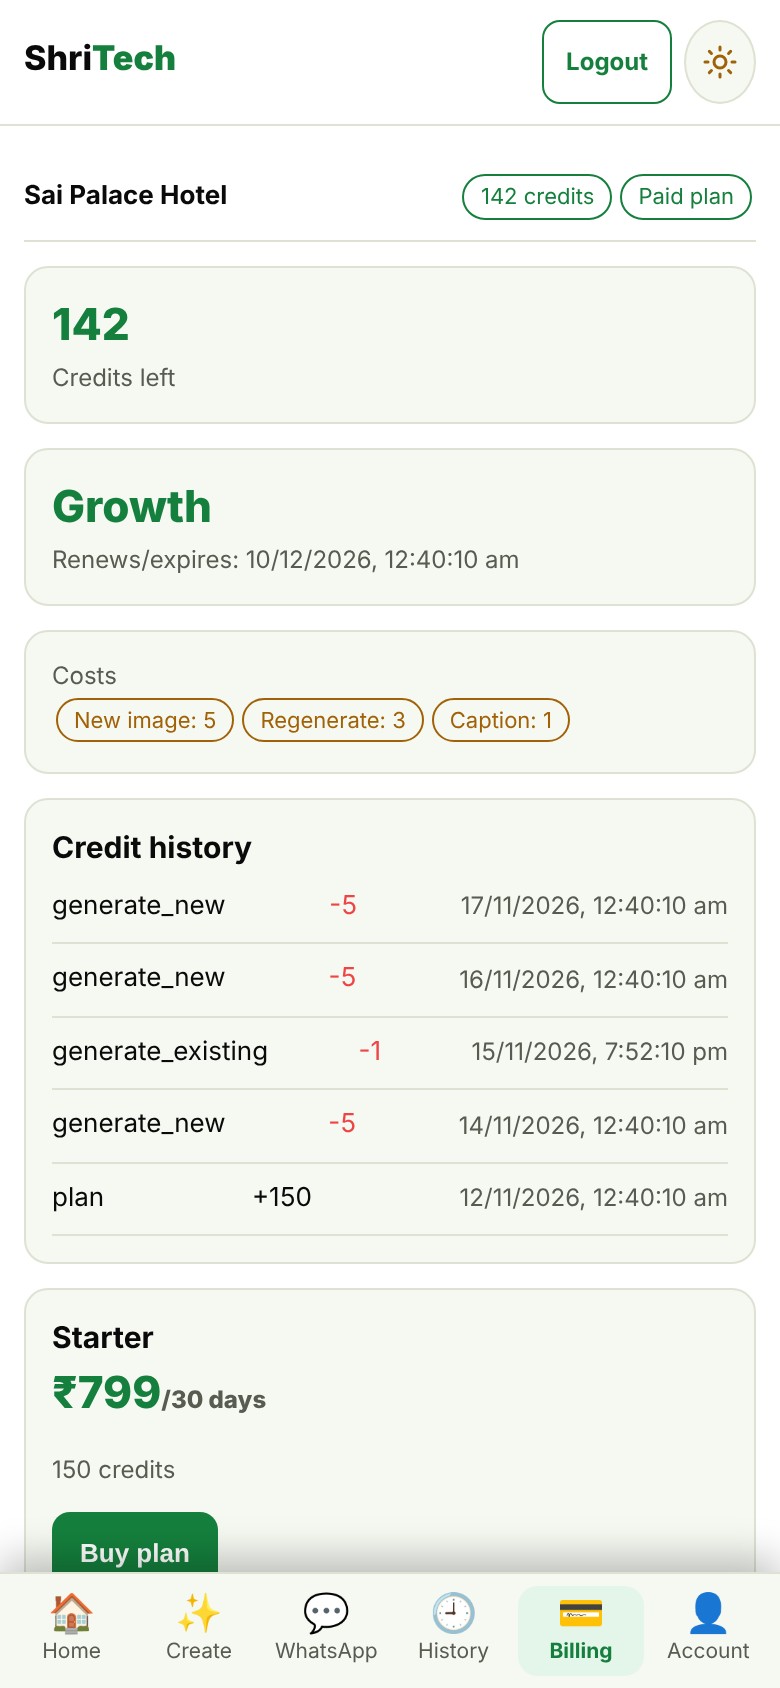 ShriTech
Logout
Sai Palace Hotel
142 credits
Paid plan
142
Credits left
Growth
Renews/expires: 10/12/2026, 12:40:10 am
Costs
New image: 5
Regenerate: 3
Caption: 1
Credit history
generate_new -5 17/11/2026, 12:40:10 am
generate_new -5 16/11/2026, 12:40:10 am
generate_existing -1 15/11/2026, 7:52:10 pm
generate_new -5 14/11/2026, 12:40:10 am
plan +150 12/11/2026, 12:40:10 am
Starter
₹799/30 days
150 credits
Buy plan
Home
Create
WhatsApp
History
Billing
Account